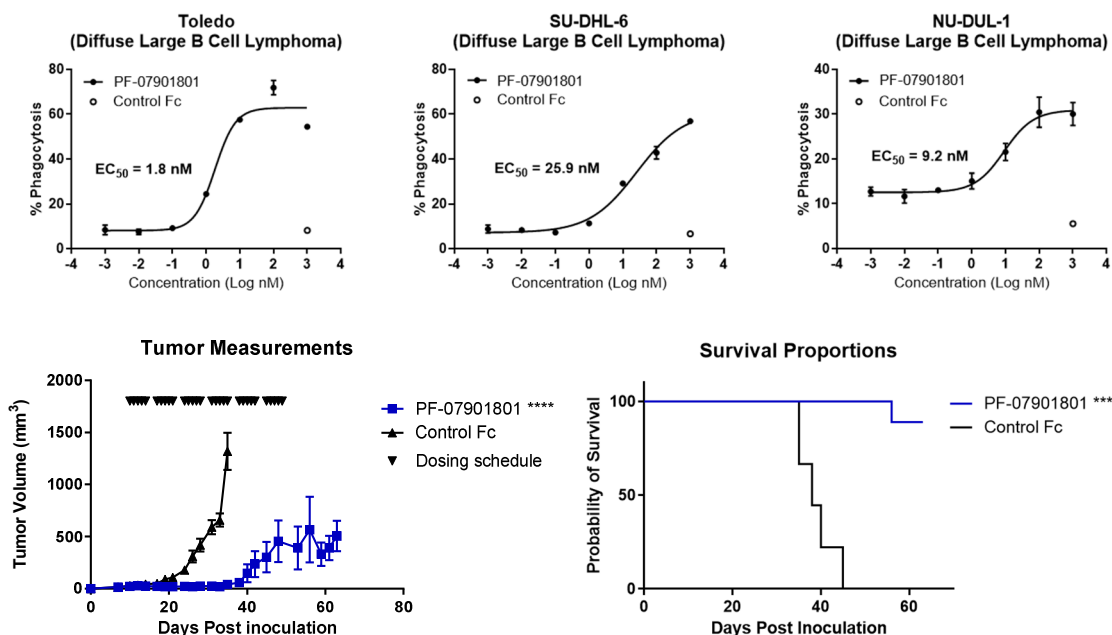 Toledo
(Diffuse Large B Cell Lymphoma)
80
60
40
20
0
% Phagocytosis
PF-07901801
Control Fc
EC50 = 1.8 nM
-4 -3 -2 -1 0 1 2 3 4
Concentration (Log nM)
SU-DHL-6
(Diffuse Large B Cell Lymphoma)
80
60
40
20
0
% Phagocytosis
PF-07901801
Control Fc
EC50 = 25.9 nM
-4 -3 -2 -1 0 1 2 3 4
Concentration (Log nM)
NU-DUL-1
(Diffuse Large B Cell Lymphoma)
40
30
20
10
0
% Phagocytosis
PF-07901801
Control Fc
EC50 = 9.2 nM
-4 -3 -2 -1 0 1 2 3 4
Concentration (Log nM)
Tumor Measurements
2000
1500
1000
500
0
Tumor Volume (mm3)
PF-07901801 ****
Control Fc
Dosing schedule
0 20 40 60 80
Days Post inoculation
Survival Proportions
100
50
0
Probability of Survival
PF-07901801 ***
Control Fc
0 20 40 60
Days Post Inoculation